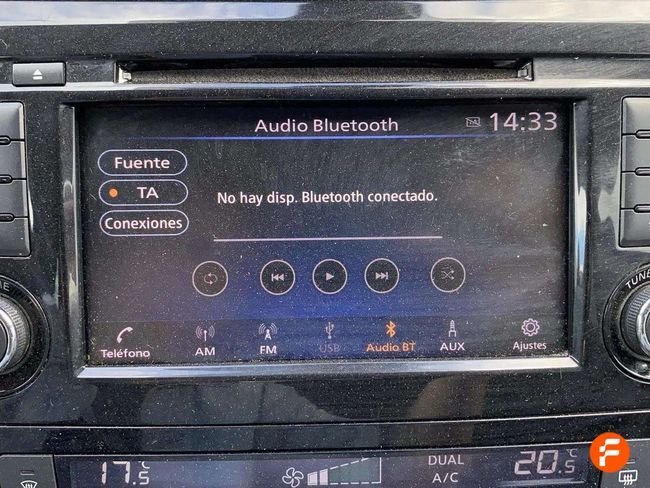 Audio Bluetooth
TA
14:33
Fuente
TA
Conexiones
No hay disp. Bluetooth conectado.
Teléfono
AM
FM
USB
Audio BT
AUX
Ajustes
TUNE
17.5°C
DUAL
A/C
20.5°C